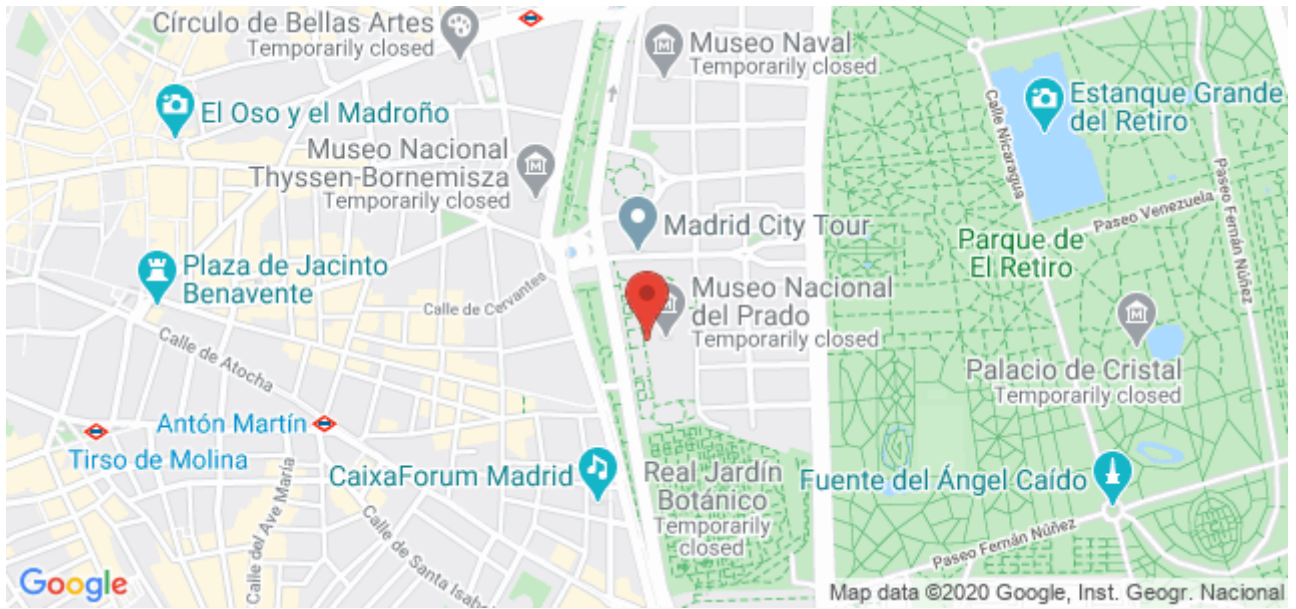 Círculo de Bellas Artes
Temporarily closed
Museo Naval
Temporarily closed
El Oso y el Madroño
Estanque Grande
del Retiro
Calle Nicaragua
Museo Nacional
Thyssen-Bornemisza
Temporarily closed
Paseo Venezuela
Paseo Fernán Núñez
Madrid City Tour
Parque de
El Retiro
Plaza de Jacinto
Benavente
Calle de Cervantes
Museo Nacional
del Prado
Temporarily closed
Calle de Atocha
Palacio de Cristal
Temporarily closed
Antón Martín
Tirso de Molina
CaixaForum Madrid
Real Jardín
Botánico
Temporarily
closed
Fuente del Ángel Caído
Calle del Ave María
Calle de Santa Isabel
Paseo Fernán Núñez
Google
Map data ©2020 Google, Inst. Geogr. Nacional